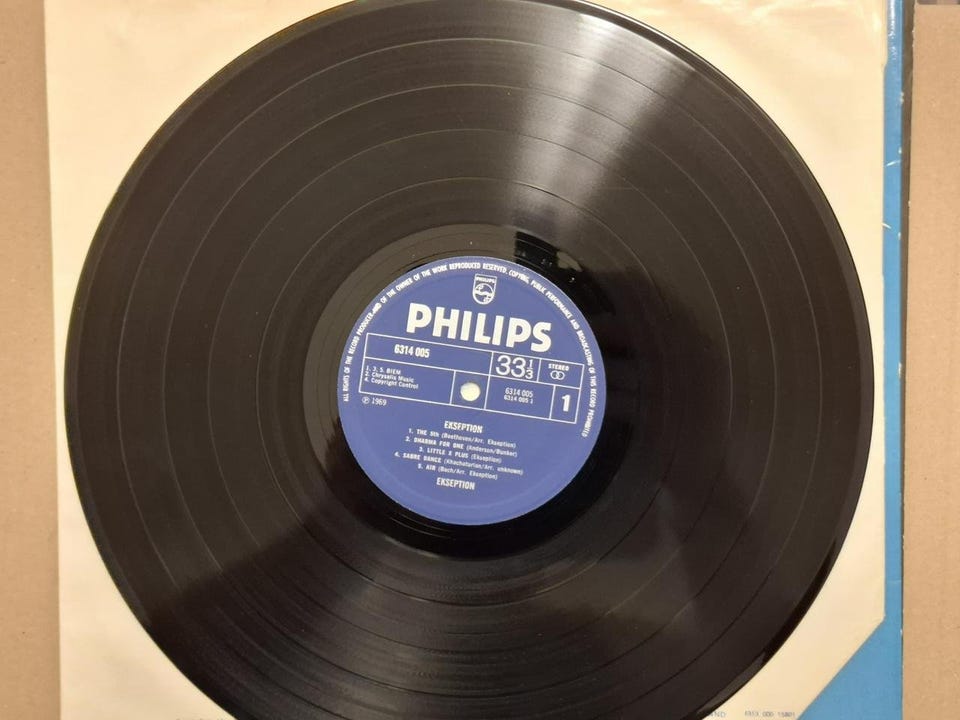 ALL RIGHTS OF THE RECORD PRODUCER AND OF THE OWNER OF THE WORK REPRODUCED RESERVED. COPYING, PUBLIC PERFORMANCE AND BROADCASTING OF THIS RECORD PROHIBITED
PHILIPS
PHILIPS
6314 005
33 1/3
STEREO
1. 3. 5. BIEM
2. Chrysalis Music
4. Copyright Control
6314 005
6314 005 1
1
℗ 1969
EKSEPTION
1. THE 5th (Beethoven/Arr. Ekseption)
2. DHARMA FOR ONE (Anderson/Bunker)
3. LITTLE X PLUS (Ekseption)
4. SABRE DANCE (Khachaturian/Arr. unknown)
5. AIR (Bach/Arr. Ekseption)
EKSEPTION